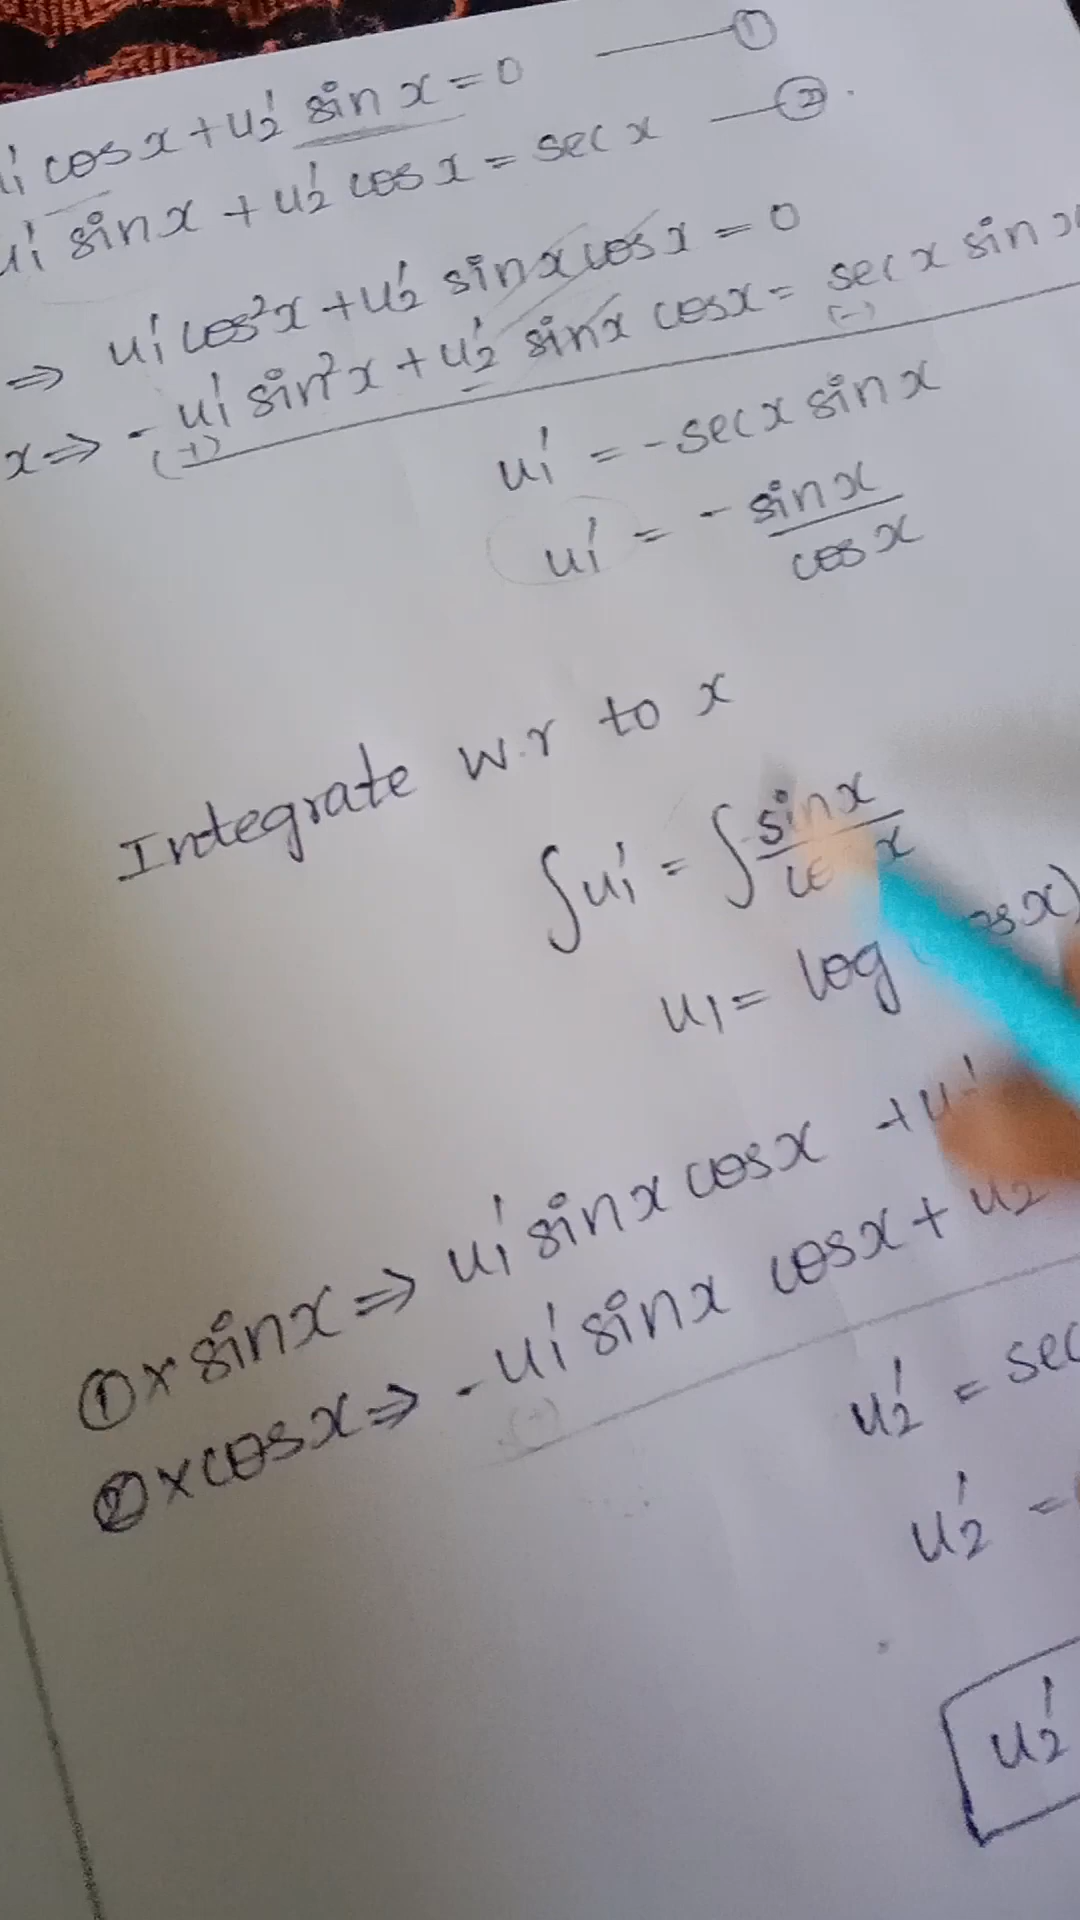 u₁' cos x + u₂' sin x = 0 ——— ①
u₁' sin x + u₂' cos x = sec x ——— ②.
⇒ u₁' cos²x + u₂' sin x cos x = 0
x ⇒ - u₁' sin²x + u₂' sin x cos x = sec x sin x
(+) - (-)
u₁' = - sec x sin x
u₁' = - sin x / cos x
Integrate w.r to x
∫u₁' = ∫ sin x / x
u₁ = log x)
① x sin x ⇒ u₁' sin x cos x + u₂'
② x cos x ⇒ - u₁' sin x cos x + u₂
(-)
u₂' = sec
u₂' =
u₂'